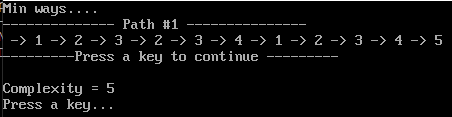 Min ways....
-------------- Path #1 ---------------
-> 1 -> 2 -> 3 -> 2 -> 3 -> 4 -> 1 -> 2 -> 3 -> 4 -> 5
---------Press a key to continue ---------
Complexity = 5
Press a key...